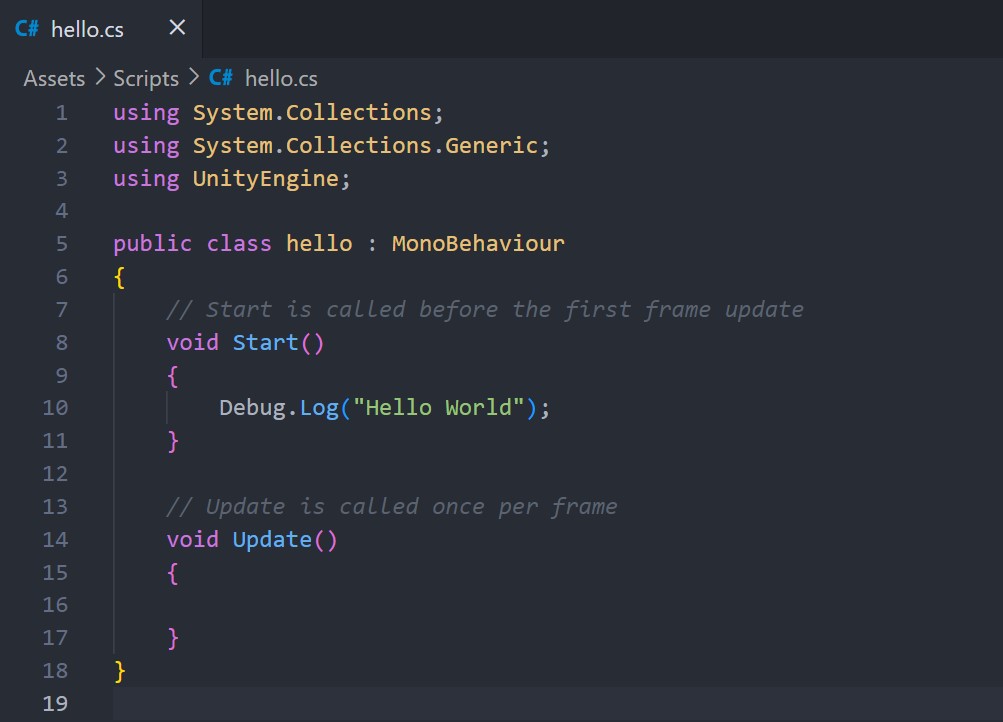 C# hello.cs ×
Assets > Scripts > C# hello.cs
1 using System.Collections;
2 using System.Collections.Generic;
3 using UnityEngine;
4
5 public class hello : MonoBehaviour
6 {
7 // Start is called before the first frame update
8 void Start()
9 {
10 Debug.Log("Hello World");
11 }
12
13 // Update is called once per frame
14 void Update()
15 {
16
17 }
18 }
19